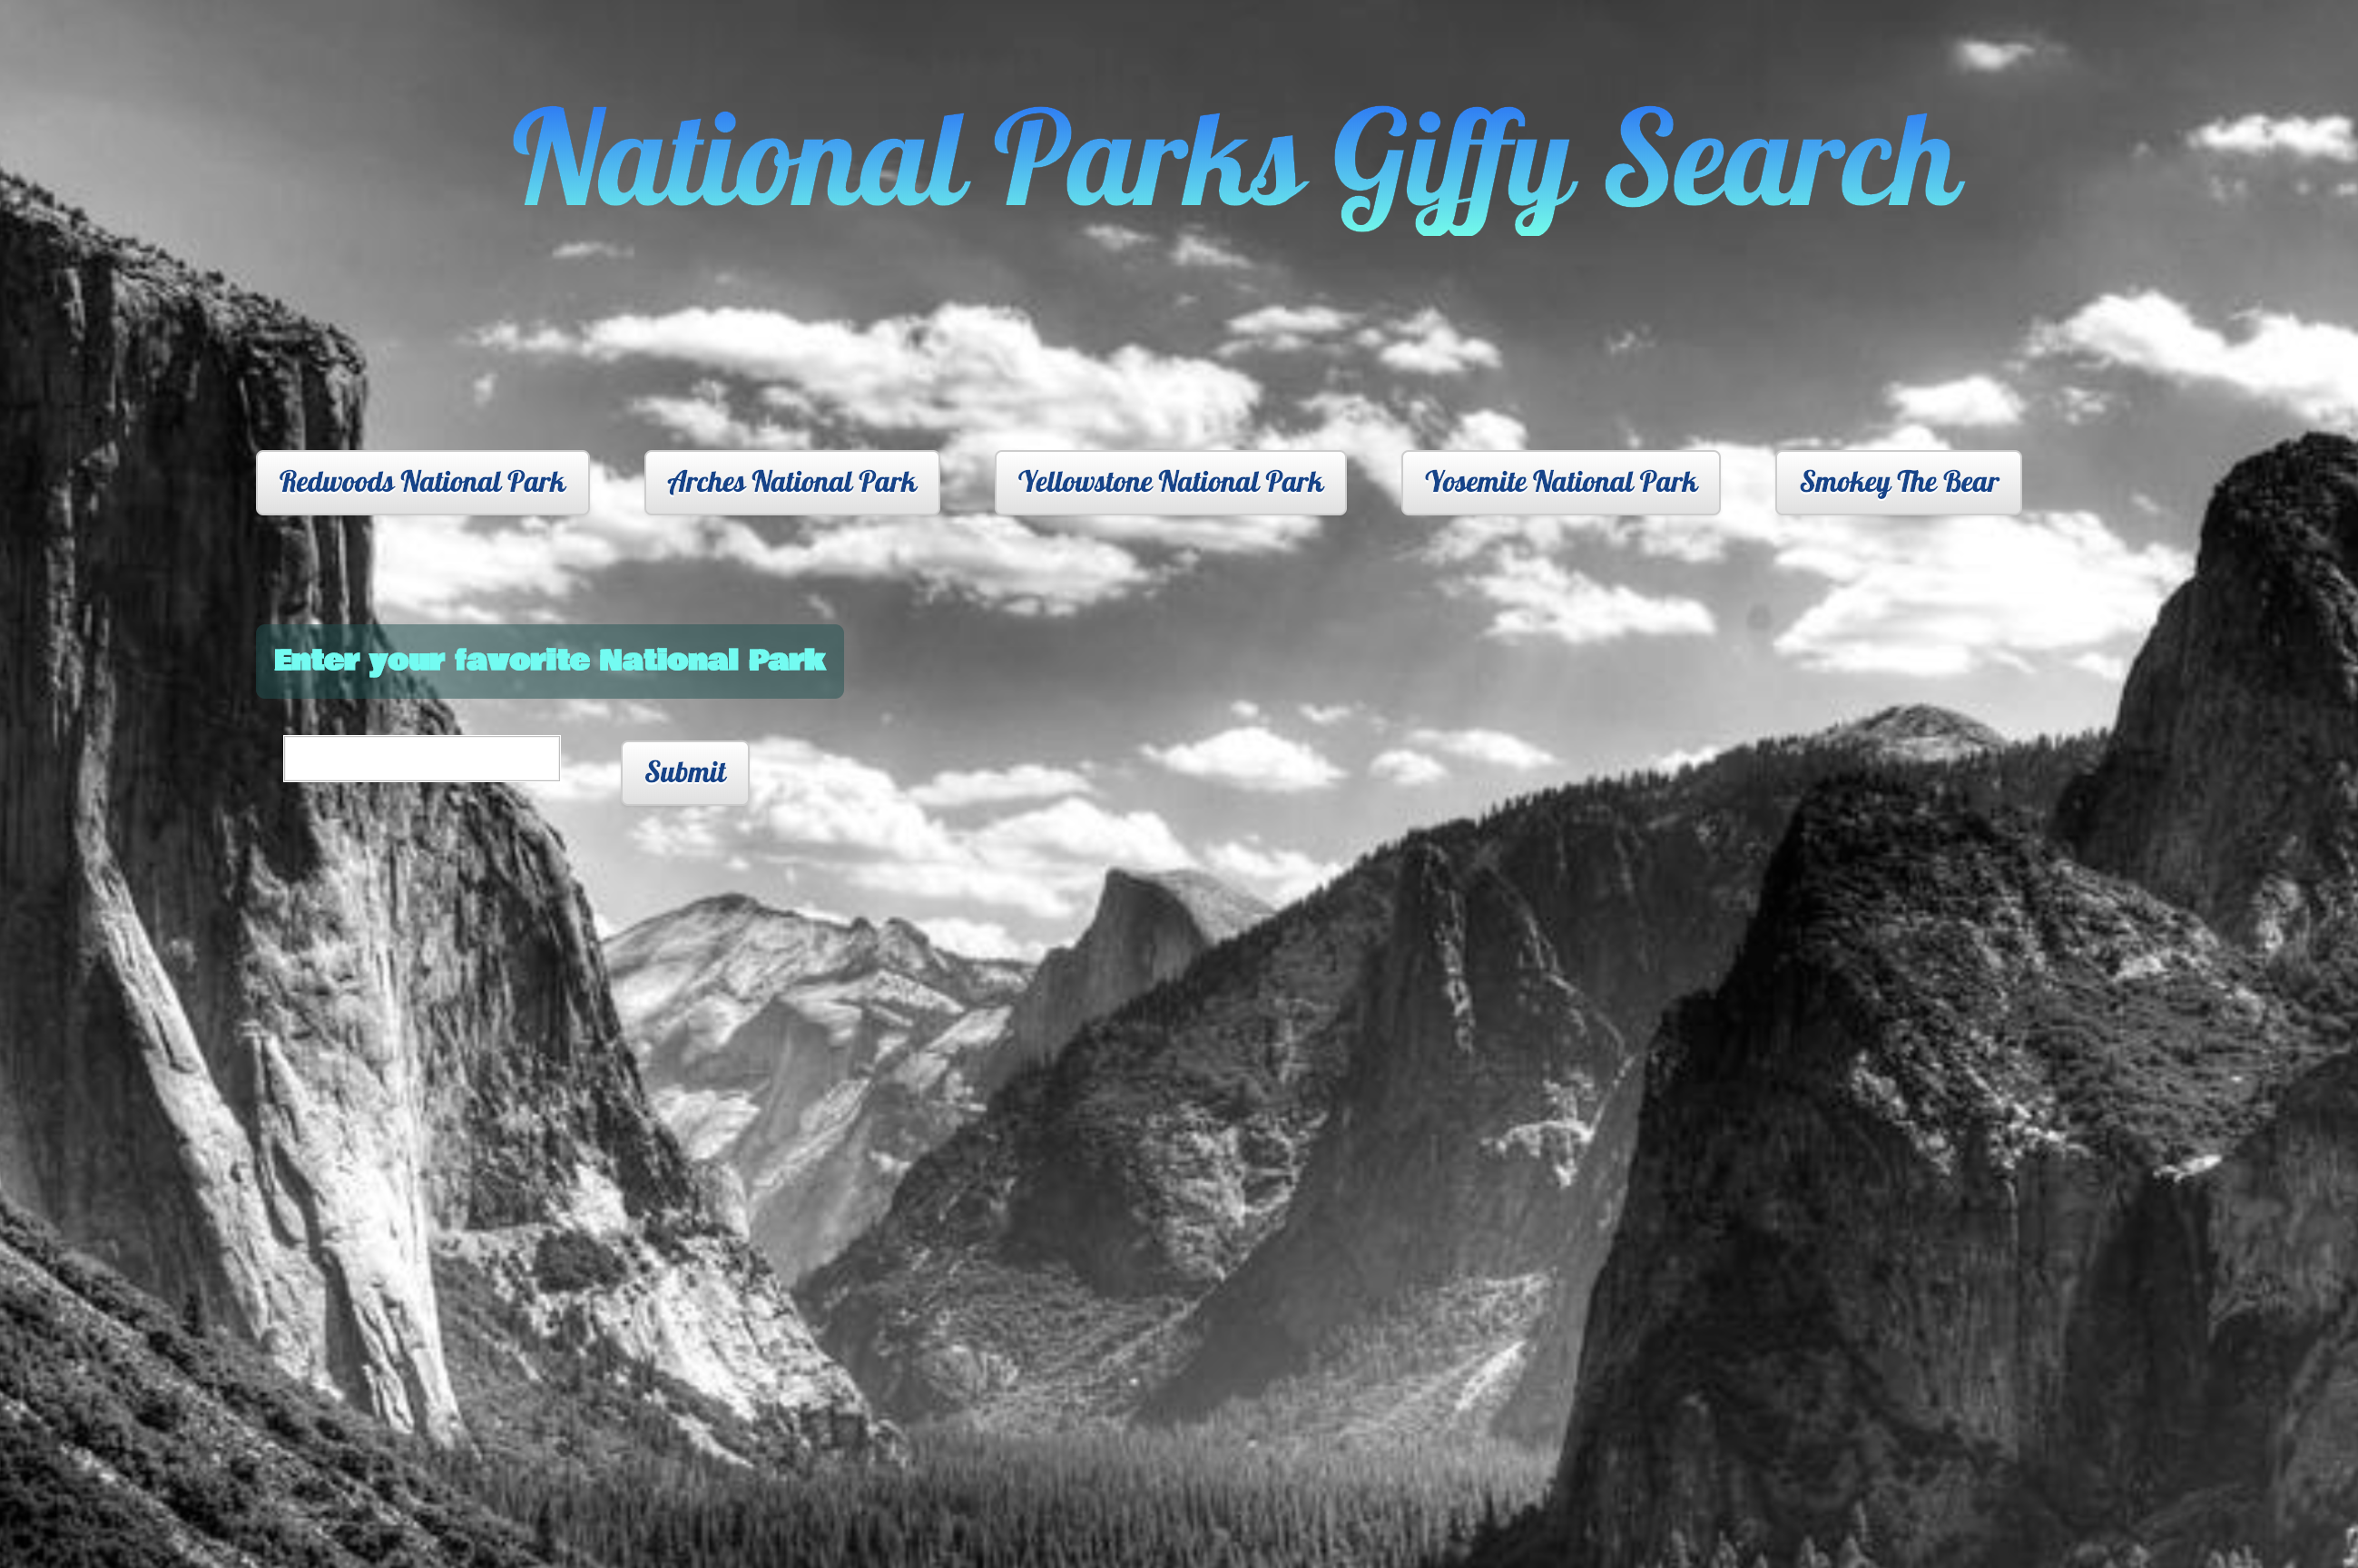 National Parks Giffy Search
Redwoods National Park Arches National Park Yellowstone National Park Yosemite National Park Smokey The Bear
Enter your favorite National Park
Submit